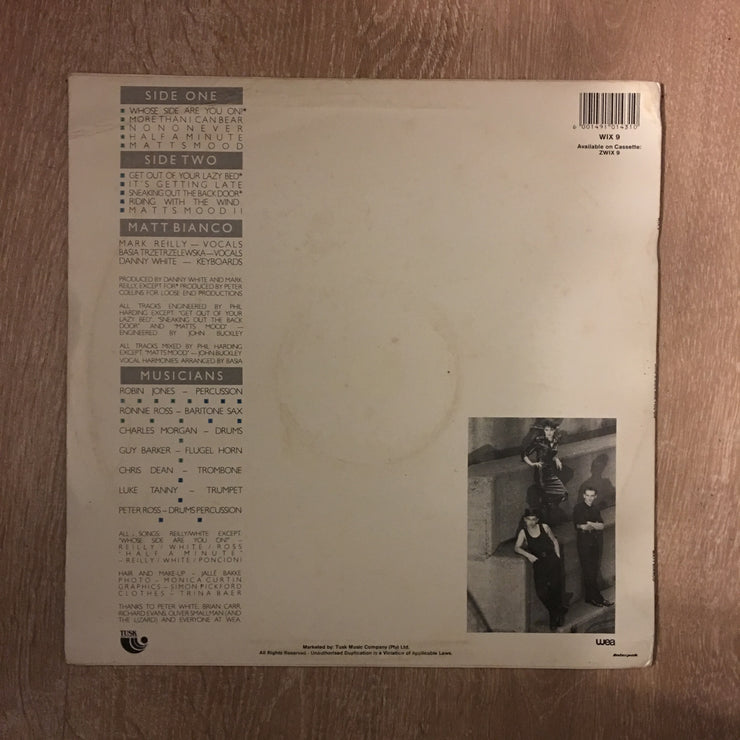 SIDE ONE
WHOSE SIDE ARE YOU ON?*
MORE THAN I CAN BEAR
NO NO NEVER
HALF A MINUTE
MATTS MOOD
SIDE TWO
GET OUT OF YOUR LAZY BED*
IT'S GETTING LATE
SNEAKING OUT THE BACK DOOR*
RIDING WITH THE WIND
MATTS MOOD II
MATT BIANCO
MARK REILLY — VOCALS
BASIA TRZETRZELEWSKA — VOCALS
DANNY WHITE — KEYBOARDS
PRODUCED BY DANNY WHITE AND MARK
REILLY, EXCEPT FOR* PRODUCED BY PETER
COLLINS FOR LOOSE END PRODUCTIONS
ALL TRACKS ENGINEERED BY PHIL
HARDING EXCEPT: "GET OUT OF YOUR
LAZY BED", "SNEAKING OUT THE BACK
DOOR" AND "MATTS MOOD" —
ENGINEERED BY JOHN BUCKLEY
ALL TRACKS MIXED BY PHIL HARDING
EXCEPT: "MATTS MOOD" — JOHN BUCKLEY
VOCAL HARMONIES: ARRANGED BY BASIA
MUSICIANS
ROBIN JONES – PERCUSSION
RONNIE ROSS – BARITONE SAX
CHARLES MORGAN – DRUMS
GUY BARKER – FLUGEL HORN
CHRIS DEAN – TROMBONE
LUKE TANNY – TRUMPET
PETER ROSS – DRUMS PERCUSSION
ALL SONGS: REILLY/WHITE EXCEPT:
"WHOSE SIDE ARE YOU ON?" –
REILLY / WHITE / ROSS
"HALF A MINUTE"
– REILLY / WHITE / PONCIONI
HAIR AND MAKE-UP – JALLE BAKKE
PHOTO – MONICA CURTIN
GRAPHICS – SIMON PICKFORD
CLOTHES – TRINA BAER
THANKS TO PETER WHITE, BRIAN CARR,
RICHARD EVANS, OLIVER SMALLMAN (AND
THE LIZARD) AND EVERYONE AT WEA.
TUSK
Marketed by: Tusk Music Company (Pty) Ltd.
All Rights Reserved - Unauthorised Duplication is a Violation of Applicable Laws.
6 001491 014310
WIX 9
Available on Cassette:
ZWIX 9
wea